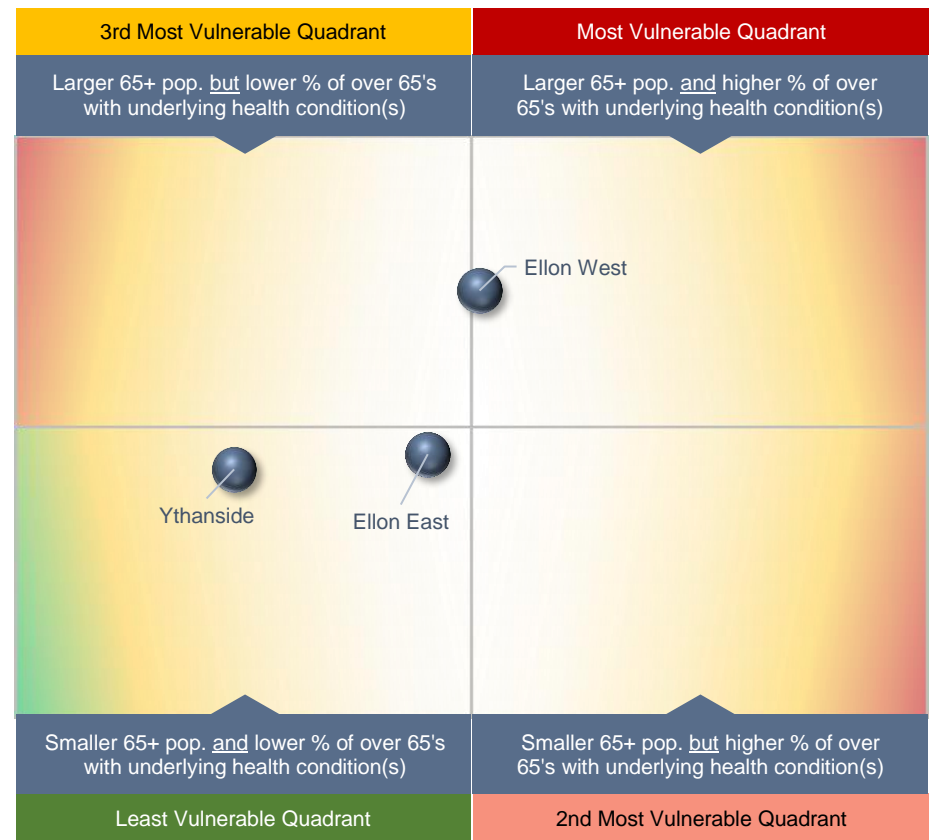 3rd Most Vulnerable Quadrant
Most Vulnerable Quadrant
Larger 65+ pop. but lower % of over 65's
with underlying health condition(s)
Larger 65+ pop. and higher % of over
65's with underlying health condition(s)
Ellon West
Ythanside
Ellon East
Smaller 65+ pop. and lower % of over 65's
with underlying health condition(s)
Smaller 65+ pop. but higher % of over
65's with underlying health condition(s)
Least Vulnerable Quadrant
2nd Most Vulnerable Quadrant